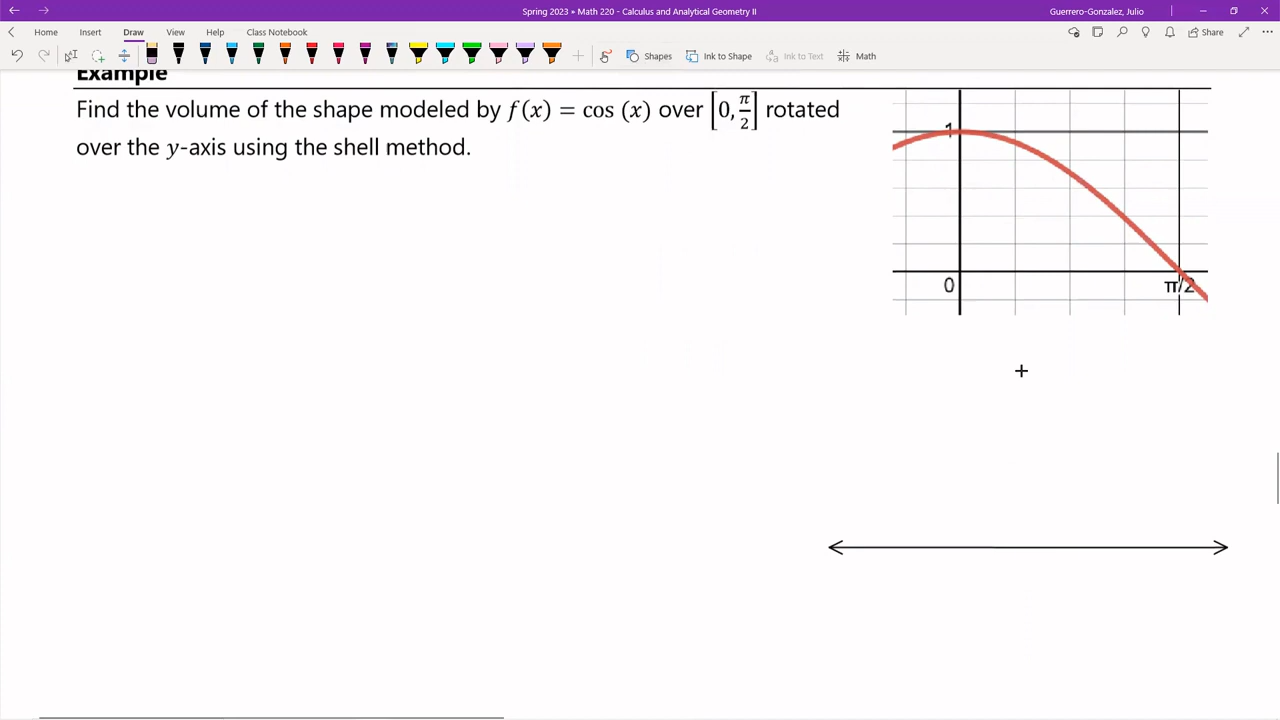 Spring 2023 » Math 220 - Calculus and Analytical Geometry II
Guerrero-Gonzalez, Julio
Home Insert Draw View Help Class Notebook
Share
Shapes Ink to Shape Ink to Text Math
Example
Find the volume of the shape modeled by f(x) = cos (x) over [0, π/2] rotated
over the y-axis using the shell method.
1
0
π/2